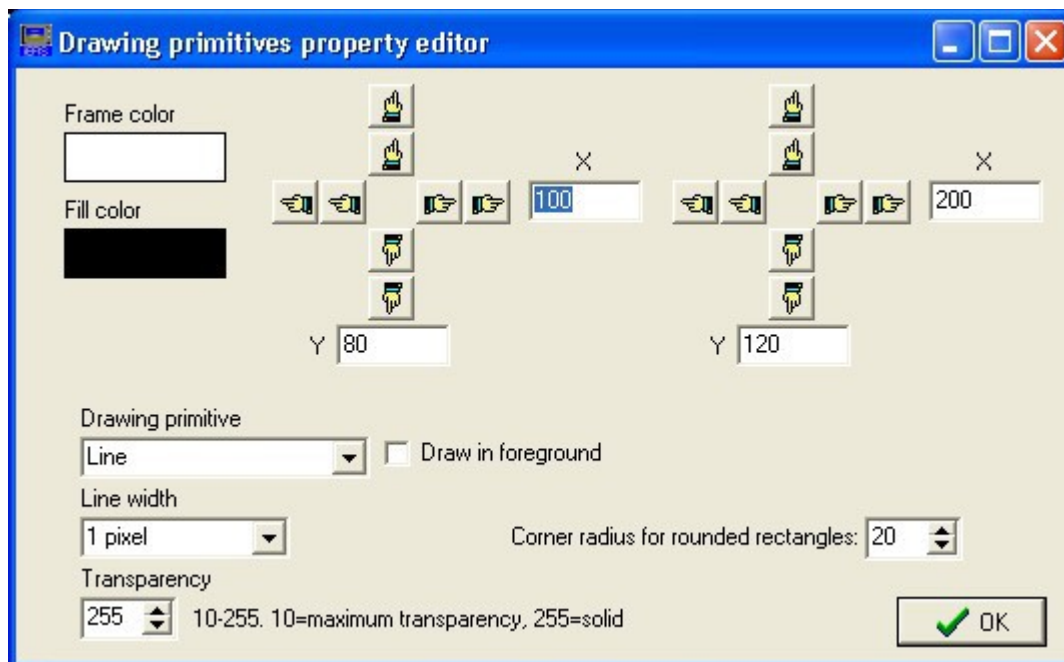 Drawing primitives property editor
Frame color
Fill color
X
100
Y 80
X
200
Y 120
Drawing primitive
Line
Draw in foreground
Line width
1 pixel
Corner radius for rounded rectangles: 20
Transparency
255 10-255. 10=maximum transparency, 255=solid
OK